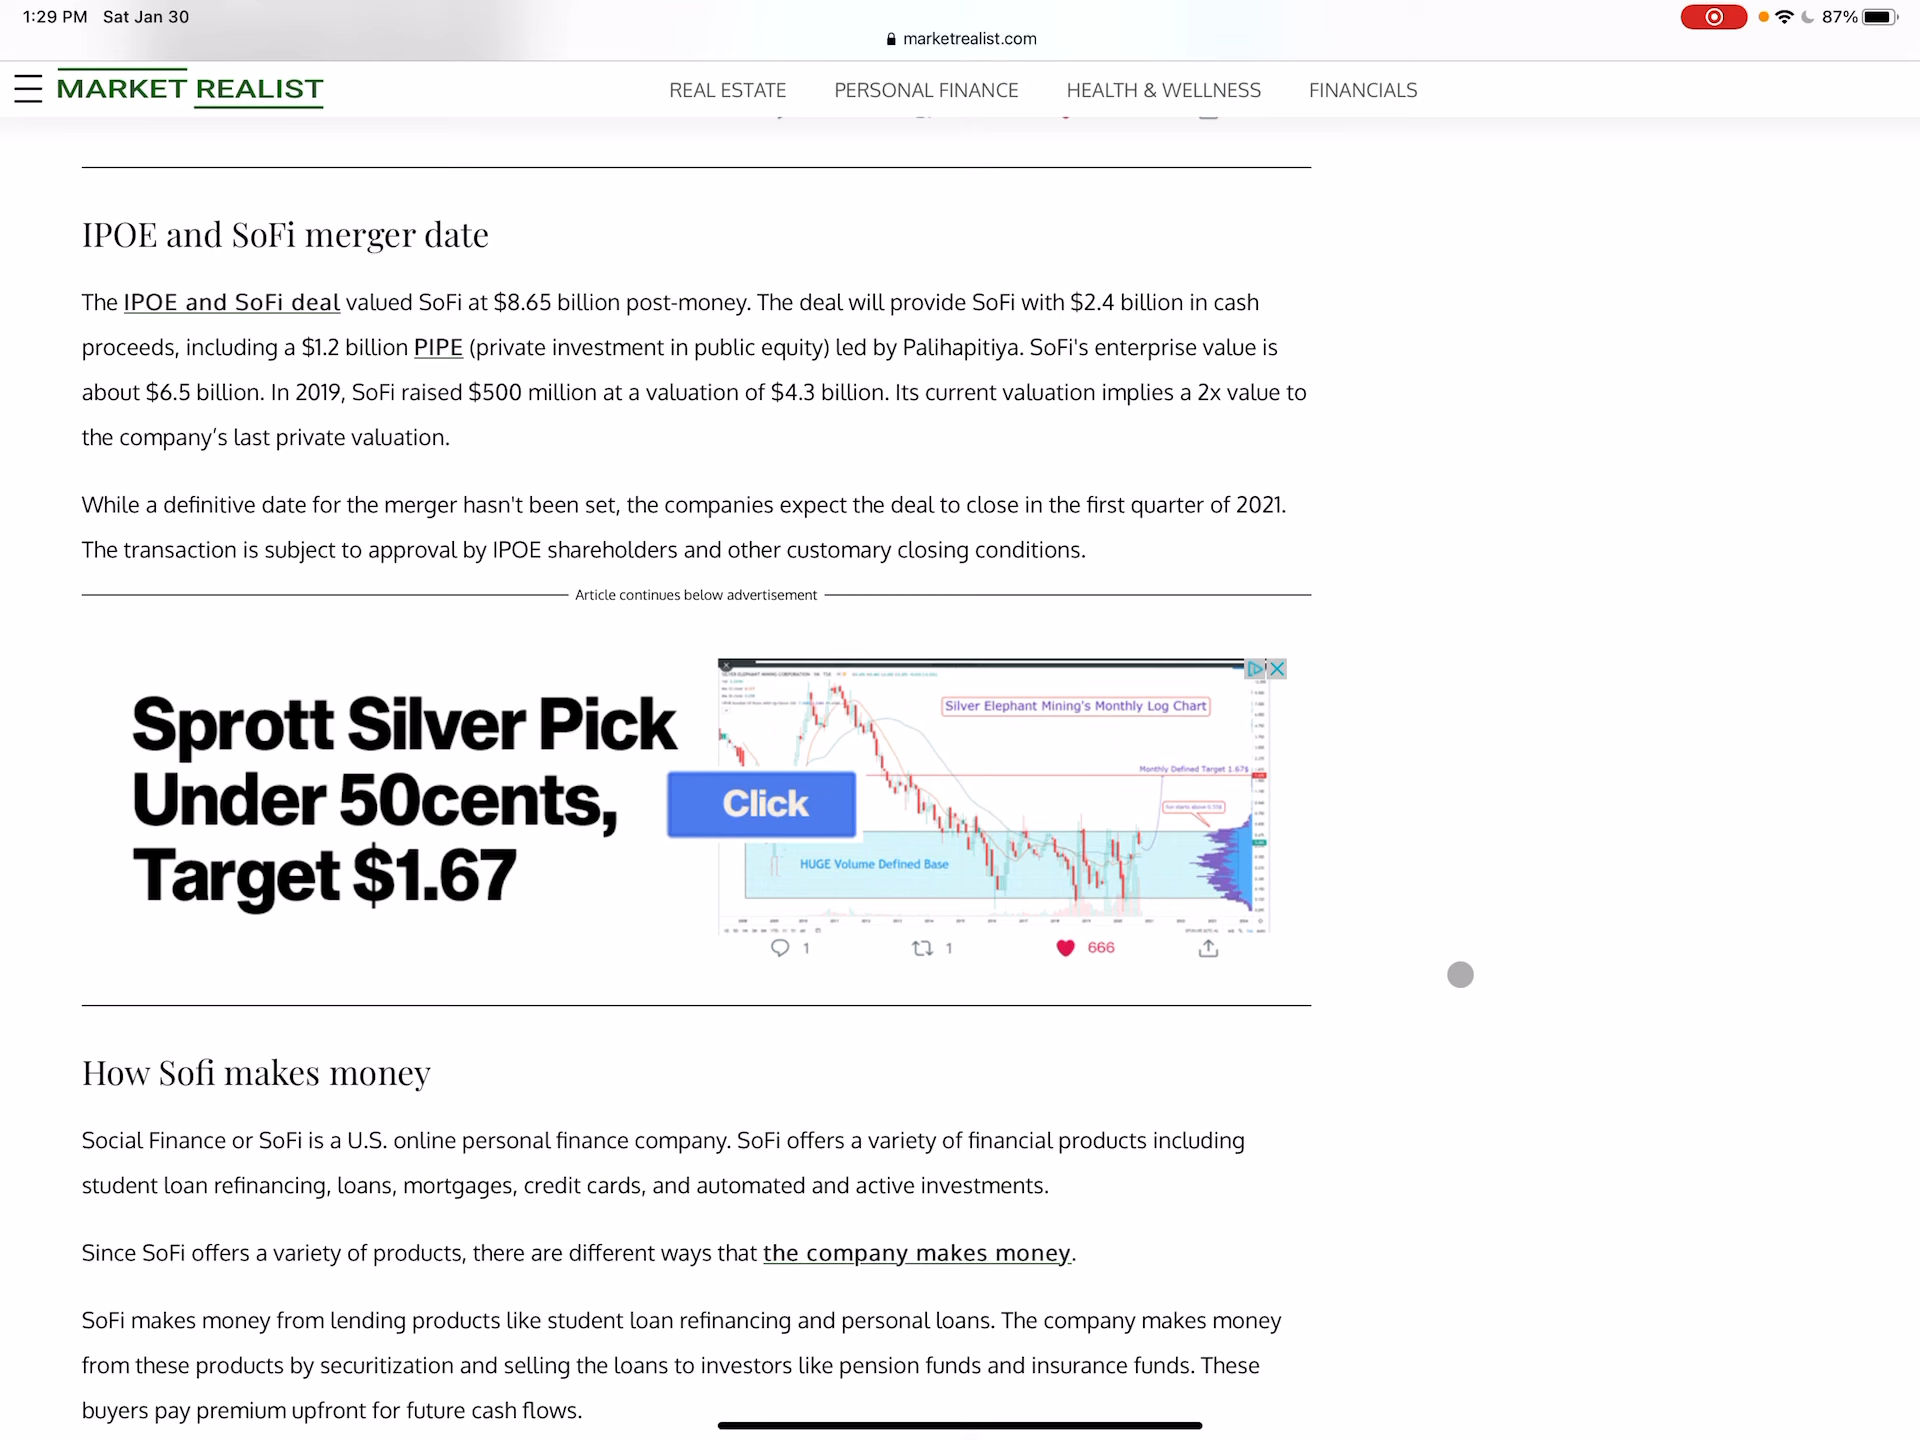 1:29 PM Sat Jan 30
87%
marketrealist.com
MARKET REALIST
REAL ESTATE PERSONAL FINANCE HEALTH & WELLNESS FINANCIALS
IPOE and SoFi merger date
The IPOE and SoFi deal valued SoFi at $8.65 billion post-money. The deal will provide SoFi with $2.4 billion in cash
proceeds, including a $1.2 billion PIPE (private investment in public equity) led by Palihapitiya. SoFi's enterprise value is
about $6.5 billion. In 2019, SoFi raised $500 million at a valuation of $4.3 billion. Its current valuation implies a 2x value to
the company’s last private valuation.
While a definitive date for the merger hasn't been set, the companies expect the deal to close in the first quarter of 2021.
The transaction is subject to approval by IPOE shareholders and other customary closing conditions.
Article continues below advertisement
Sprott Silver Pick
Under 50cents,
Target $1.67
Click
Silver Elephant Mining's Monthly Log Chart
Monthly Defined Target 1.67$
HUGE Volume Defined Base
1 1 666
How Sofi makes money
Social Finance or SoFi is a U.S. online personal finance company. SoFi offers a variety of financial products including
student loan refinancing, loans, mortgages, credit cards, and automated and active investments.
Since SoFi offers a variety of products, there are different ways that the company makes money.
SoFi makes money from lending products like student loan refinancing and personal loans. The company makes money
from these products by securitization and selling the loans to investors like pension funds and insurance funds. These
buyers pay premium upfront for future cash flows.